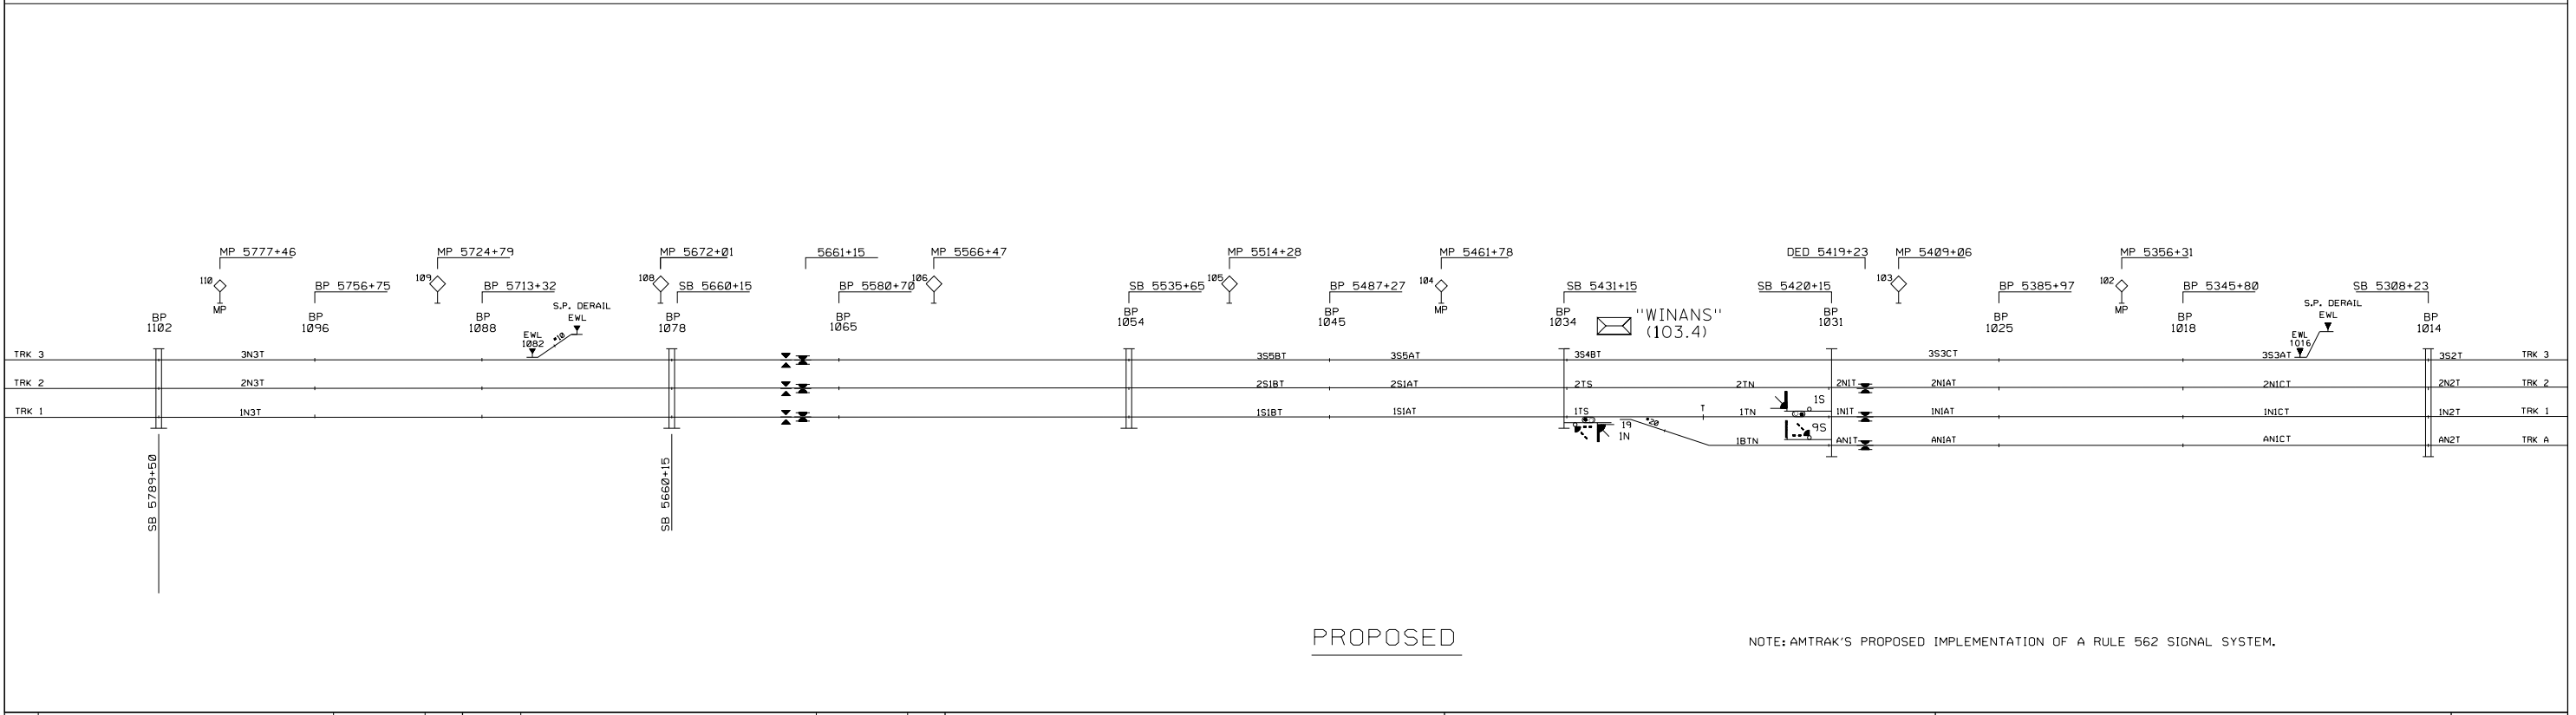 MP 5777+46
MP 5724+79
MP 5672+01
5661+15
MP 5566+47
MP 5514+28
MP 5461+78
DED 5419+23
MP 5409+06
MP 5356+31
110
MP
BP 5756+75
109
BP 5713+32
108
SB 5660+15
BP 5580+70
106
SB 5535+65
105
BP 5487+27
104
MP
SB 5431+15
SB 5420+15
103
BP 5385+97
102
MP
BP 5345+80
SB 5308+23
S.P. DERAIL
EWL
S.P. DERAIL
EWL
BP
1102
BP
1096
BP
1088
EWL
1082
#10
BP
1078
BP
1065
BP
1054
BP
1045
BP
1034
"WINANS"
(103.4)
BP
1031
BP
1025
BP
1018
EWL
1016
BP
1014
TRK 3
3N3T
3S5BT
3S5AT
3S4BT
3S3CT
3S3AT
3S2T
TRK 3
TRK 2
2N3T
2S1BT
2S1AT
2TS
2TN
2N1T
2N1AT
2N1CT
2N2T
TRK 2
1S
TRK 1
1N3T
1S1BT
1S1AT
1TS
T
1TN
1N1T
1N1AT
1N1CT
1N2T
TRK 1
19
1N
#20
9S
1BTN
AN1T
AN1AT
AN1CT
AN2T
TRK A
SB 5789+50
SB 5660+15
PROPOSED
NOTE: AMTRAK'S PROPOSED IMPLEMENTATION OF A RULE 562 SIGNAL SYSTEM.